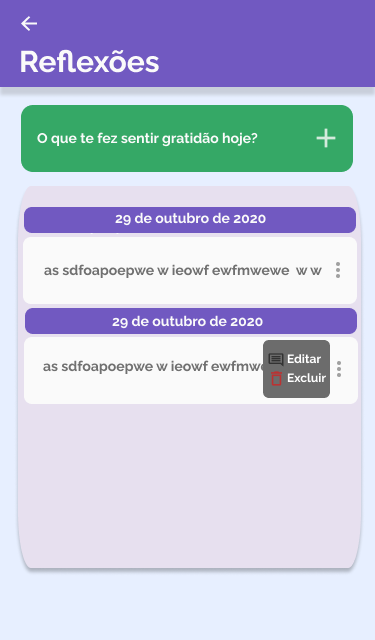 Reflexões
O que te fez sentir gratidão hoje?
29 de outubro de 2020
as sdfoapoepwe w ieowf ewfmwewe w w
29 de outubro de 2020
as sdfoapoepwe w ieowf
Editar
Excluir